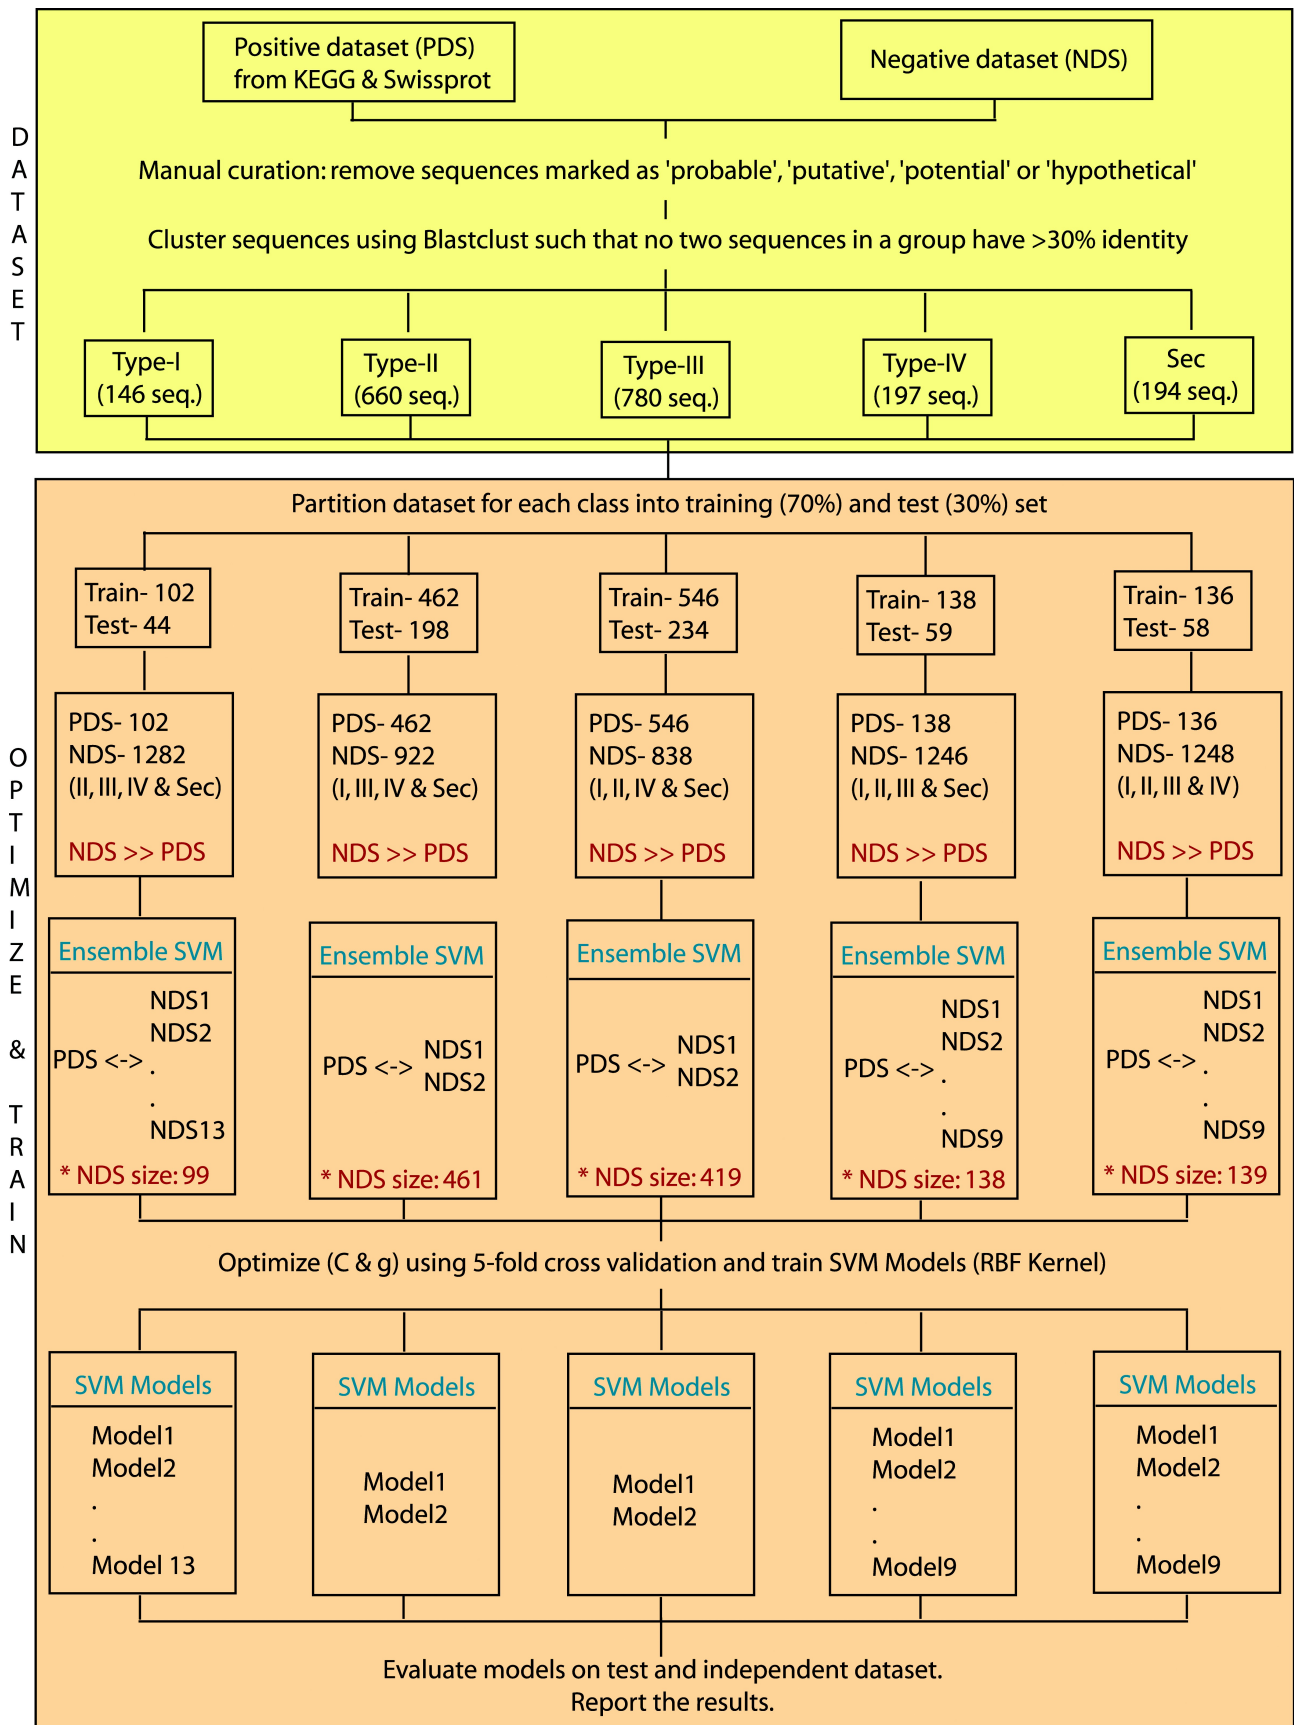 DATASET
Positive dataset (PDS)
from KEGG & Swissprot
Negative dataset (NDS)
Manual curation: remove sequences marked as 'probable', 'putative', 'potential' or 'hypothetical'
Cluster sequences using Blastclust such that no two sequences in a group have >30% identity
Type-I
(146 seq.)
Type-II
(660 seq.)
Type-III
(780 seq.)
Type-IV
(197 seq.)
Sec
(194 seq.)
OPTIMIZE & TRAIN
Partition dataset for each class into training (70%) and test (30%) set
Train- 102
Test- 44
Train- 462
Test- 198
Train- 546
Test- 234
Train- 138
Test- 59
Train- 136
Test- 58
PDS- 102
NDS- 1282
(II, III, IV & Sec)
NDS >> PDS
PDS- 462
NDS- 922
(I, III, IV & Sec)
NDS >> PDS
PDS- 546
NDS- 838
(I, II, IV & Sec)
NDS >> PDS
PDS- 138
NDS- 1246
(I, II, III & Sec)
NDS >> PDS
PDS- 136
NDS- 1248
(I, II, III & IV)
NDS >> PDS
Ensemble SVM
NDS1
NDS2
PDS <-> .
.
NDS13
* NDS size: 99
Ensemble SVM
PDS <->
NDS1
NDS2
* NDS size: 461
Ensemble SVM
PDS <->
NDS1
NDS2
* NDS size: 419
Ensemble SVM
NDS1
NDS2
PDS <-> .
.
NDS9
* NDS size: 138
Ensemble SVM
NDS1
NDS2
PDS <-> .
.
NDS9
* NDS size: 139
Optimize (C & g) using 5-fold cross validation and train SVM Models (RBF Kernel)
SVM Models
Model1
Model2
.
.
Model 13
SVM Models
Model1
Model2
SVM Models
Model1
Model2
SVM Models
Model1
Model2
.
.
Model9
SVM Models
Model1
Model2
.
.
Model9
Evaluate models on test and independent dataset.
Report the results.